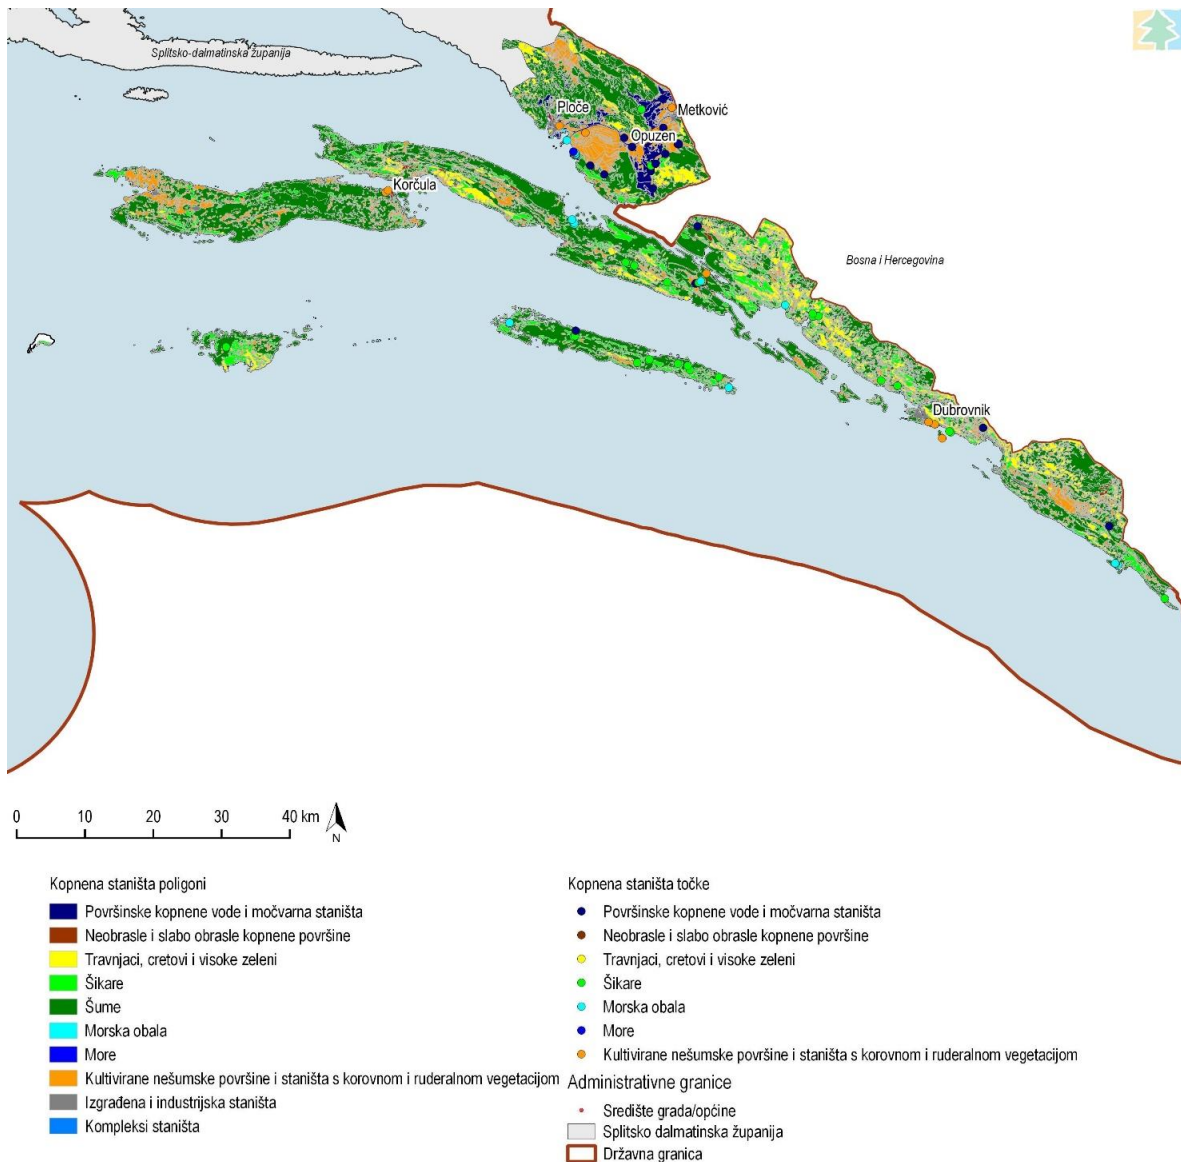 Splitsko-dalmatinska županija
Ploče
Metković
Opuzen
Korčula
Bosna i Hercegovina
Dubrovnik
0 10 20 30 40 km
N
Kopnena staništa poligoni
Površinske kopnene vode i močvarna staništa
Neobrasle i slabo obrasle kopnene površine
Travnjaci, cretovi i visoke zeleni
Šikare
Šume
Morska obala
More
Kultivirane nešumske površine i staništa s korovnom i ruderalnom vegetacijom
Izgrađena i industrijska staništa
Kompleksi staništa
Kopnena staništa točke
Površinske kopnene vode i močvarna staništa
Neobrasle i slabo obrasle kopnene površine
Travnjaci, cretovi i visoke zeleni
Šikare
Morska obala
More
Kultivirane nešumske površine i staništa s korovnom i ruderalnom vegetacijom
Administrativne granice
Središte grada/općine
Splitsko dalmatinska županija
Državna granica